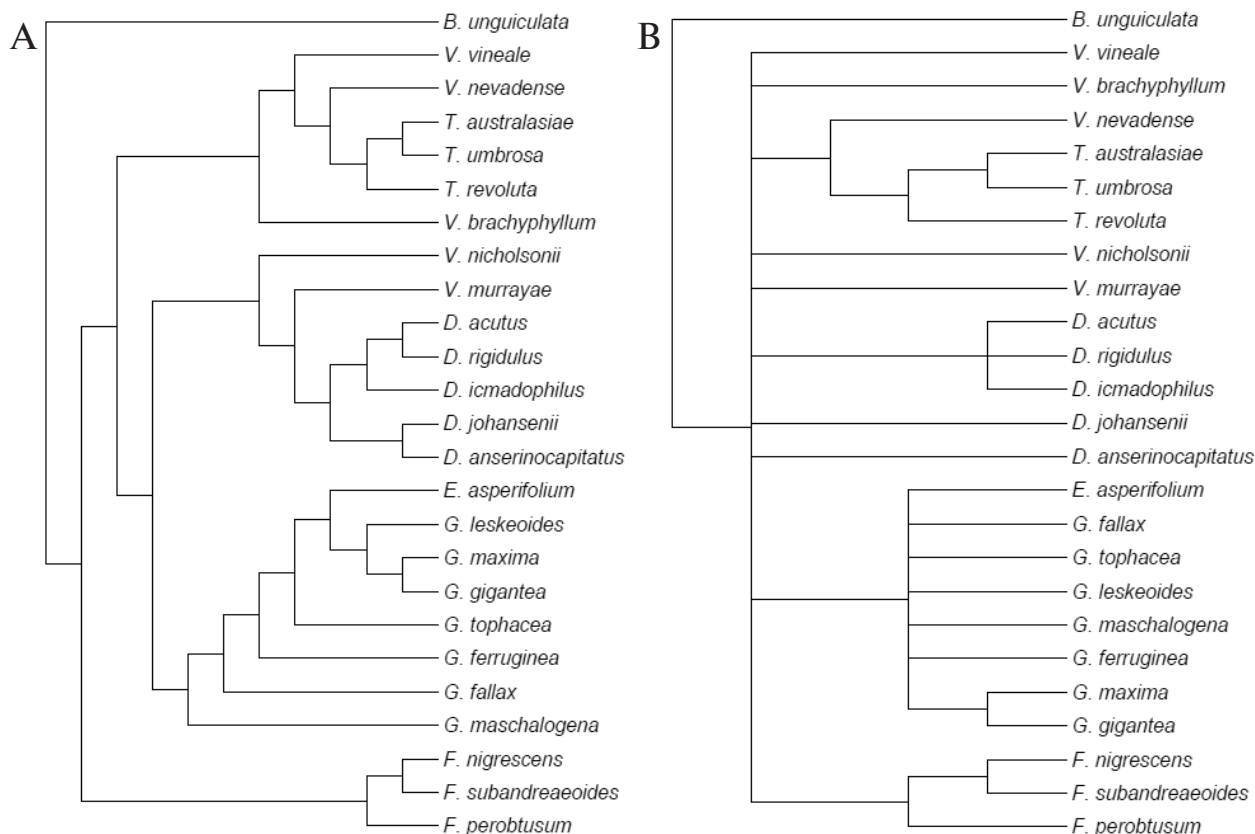 A
B. unguiculata
V. vineale
V. nevadense
T. australasiae
T. umbrosa
T. revoluta
V. brachyphyllum
V. nicholsonii
V. murrayae
D. acutus
D. rigidulus
D. icmadophilus
D. johansenii
D. anserinocapitatus
E. asperifolium
G. leskeoides
G. maxima
G. gigantea
G. tophacea
G. ferruginea
G. fallax
G. maschalogena
F. nigrescens
F. subandreaeoides
F. perobtusum
B
B. unguiculata
V. vineale
V. brachyphyllum
V. nevadense
T. australasiae
T. umbrosa
T. revoluta
V. nicholsonii
V. murrayae
D. acutus
D. rigidulus
D. icmadophilus
D. johansenii
D. anserinocapitatus
E. asperifolium
G. fallax
G. tophacea
G. leskeoides
G. maschalogena
G. ferruginea
G. maxima
G. gigantea
F. nigrescens
F. subandreaeoides
F. perobtusum